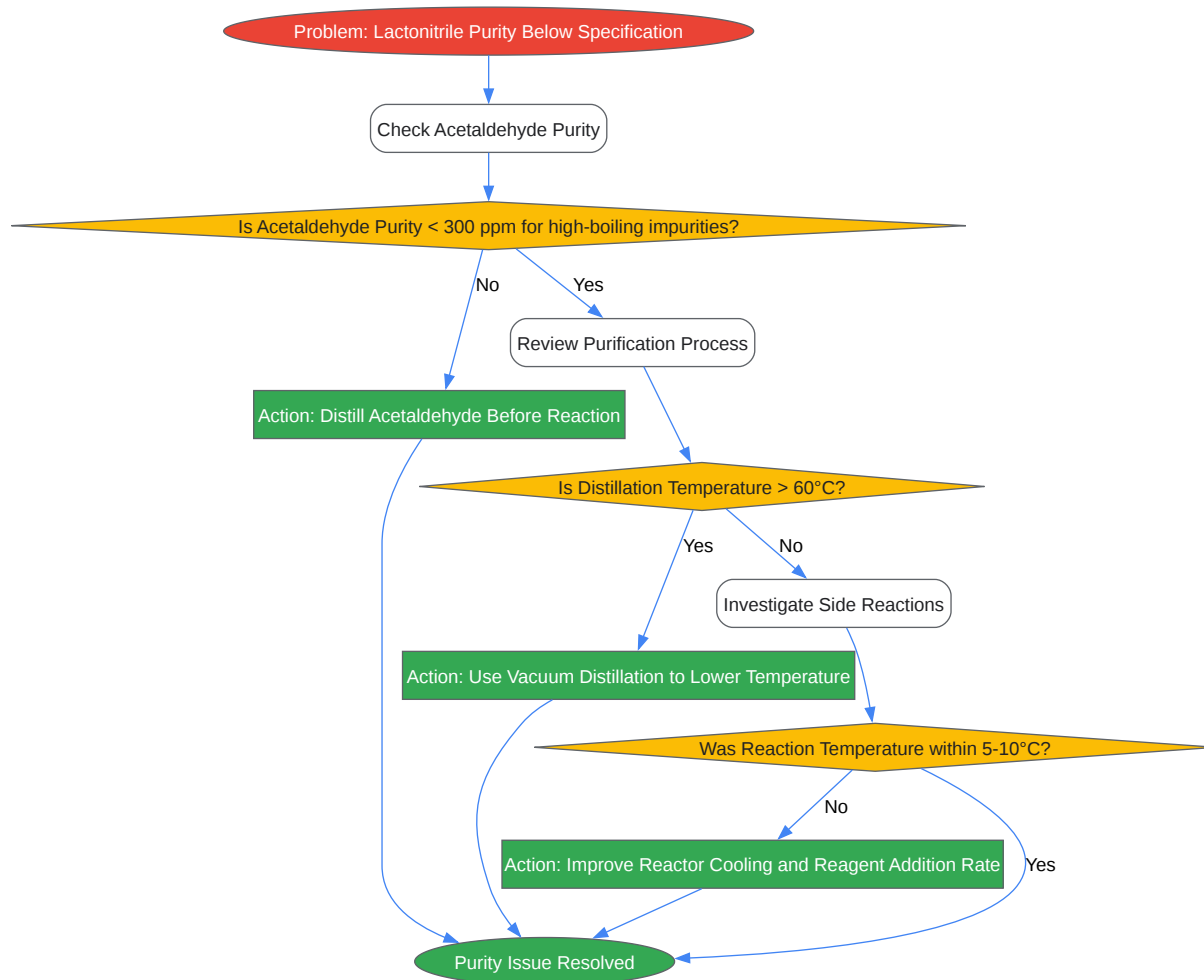 Problem: Lactonitrile Purity Below Specification
Check Acetaldehyde Purity
Is Acetaldehyde Purity < 300 ppm for high-boiling impurities?
No
Yes
Review Purification Process
Action: Distill Acetaldehyde Before Reaction
Is Distillation Temperature > 60°C?
Yes
No
Investigate Side Reactions
Action: Use Vacuum Distillation to Lower Temperature
Was Reaction Temperature within 5-10°C?
No
Action: Improve Reactor Cooling and Reagent Addition Rate
Yes
Purity Issue Resolved